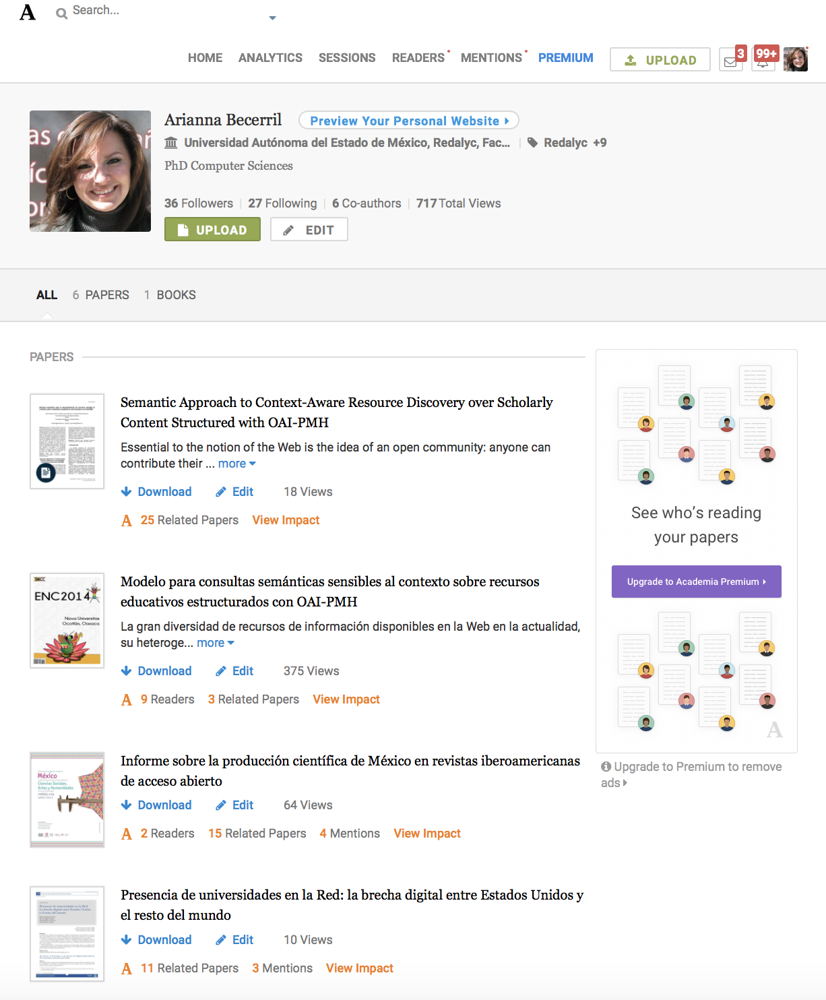 A
Search...
HOME ANALYTICS SESSIONS READERS MENTIONS PREMIUM UPLOAD 3 99+
Arianna Becerril Preview Your Personal Website
Universidad Autónoma del Estado de México, Redalyc, Fac... | Redalyc +9
PhD Computer Sciences
36 Followers | 27 Following | 6 Co-authors | 717 Total Views
UPLOAD EDIT
ALL 6 PAPERS 1 BOOKS
PAPERS
Semantic Approach to Context-Aware Resource Discovery over Scholarly
Content Structured with OAI-PMH
Essential to the notion of the Web is the idea of an open community: anyone can
contribute their ... more
Download Edit 18 Views
A 25 Related Papers View Impact
ENC2014
Nova Universitas
Ocotlán, Oaxaca
Modelo para consultas semánticas sensibles al contexto sobre recursos
educativos estructurados con OAI-PMH
La gran diversidad de recursos de información disponibles en la Web en la actualidad,
su heteroge... more
Download Edit 375 Views
A 9 Readers 3 Related Papers View Impact
México
Ciencias Sociales,
Artes y Humanidades
Informe sobre la producción científica de México en revistas iberoamericanas
de acceso abierto
Download Edit 64 Views
A 2 Readers 15 Related Papers 4 Mentions View Impact
Presencia de universidades en la Red: la brecha digital entre Estados Unidos y
el resto del mundo
Download Edit 10 Views
A 11 Related Papers 3 Mentions View Impact
See who's reading
your papers
Upgrade to Academia Premium
A
Upgrade to Premium to remove
ads